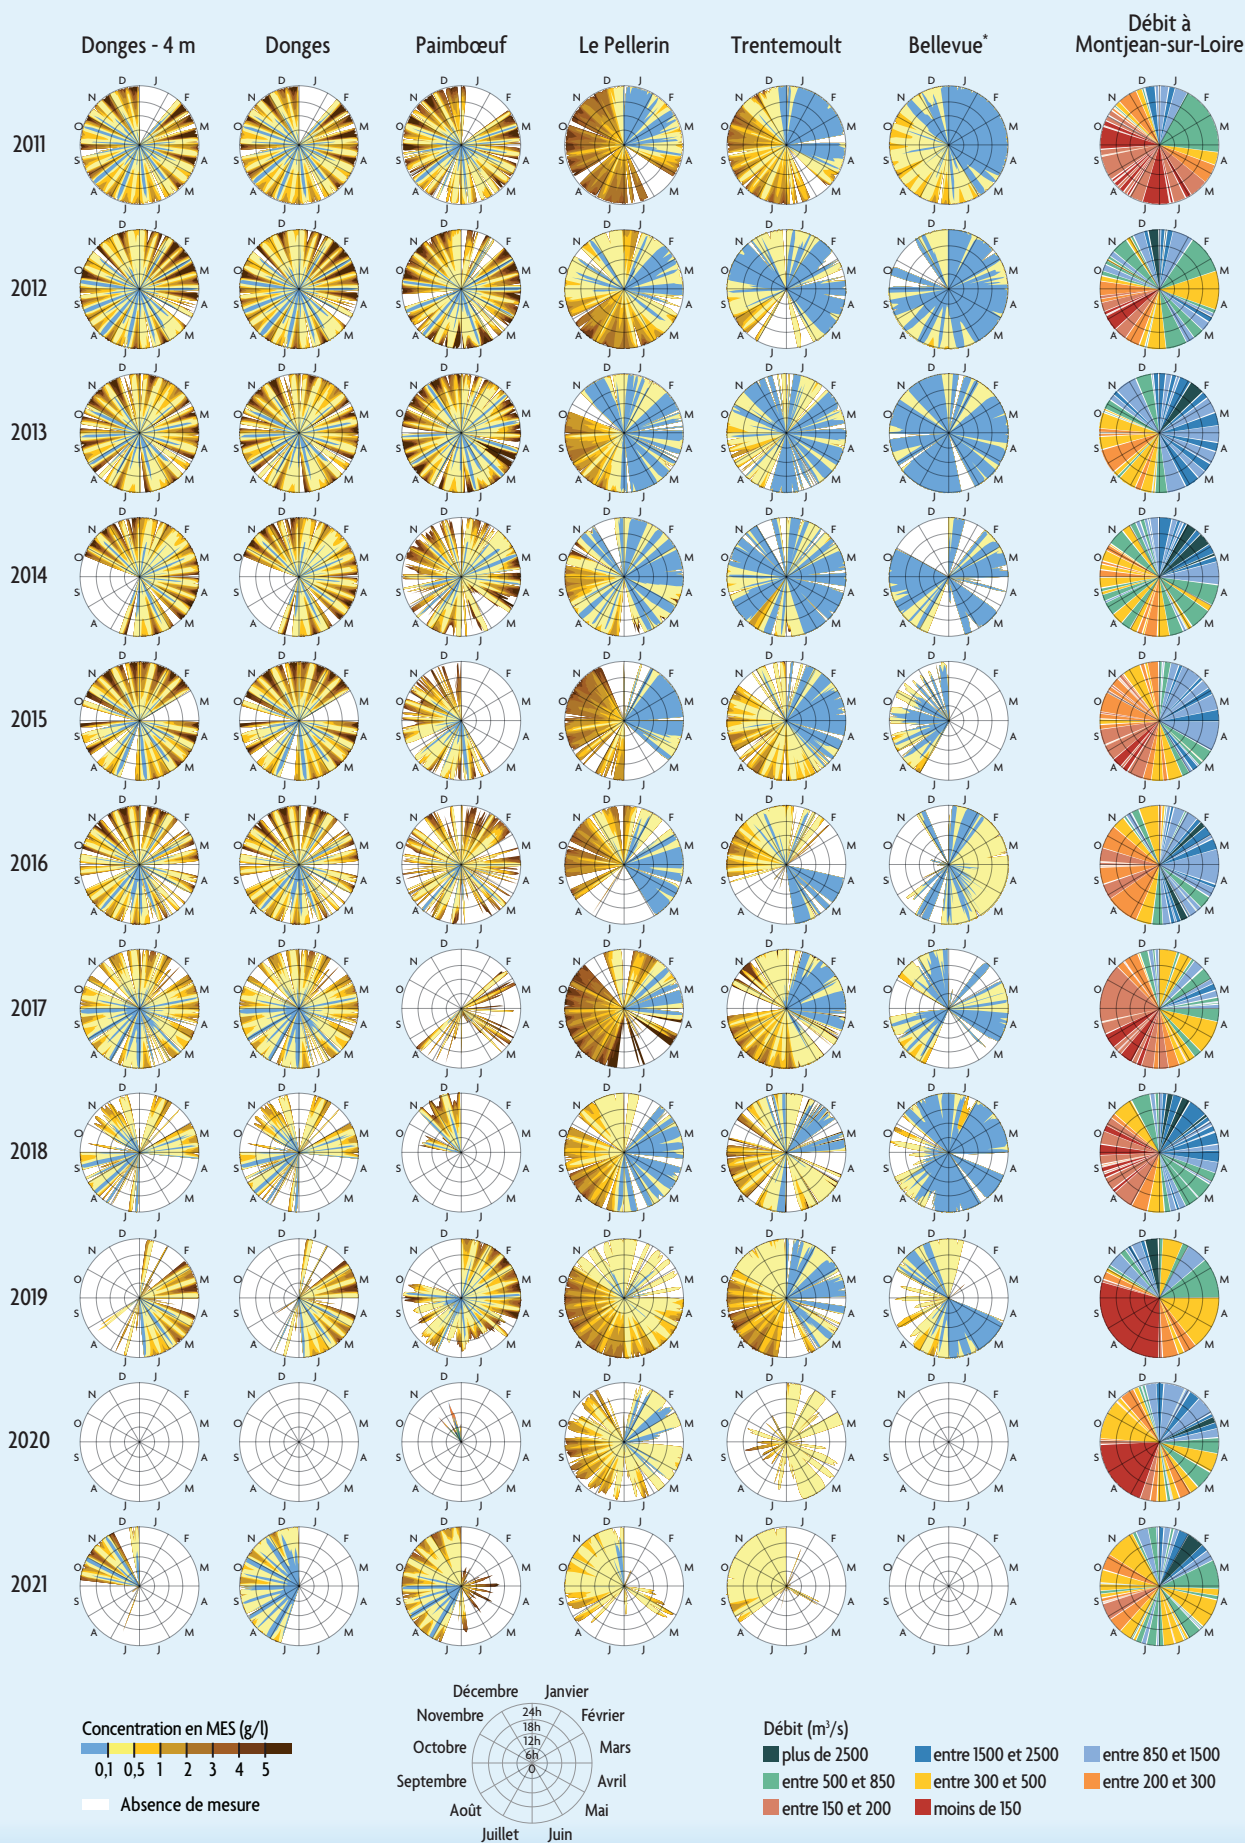 Débit à
Donges - 4 m Donges Paimbœuf Le Pellerin Trentemoult Bellevue* Montjean-sur-Loire
D J D J D J D J D J D J D J
N F N F N F N F N F N F N F
O M O M O M O M O M O M O M
2011
S A S A S A S A S A S A S A
A M A M A M A M A M A M A M
J J J J J J J J J J J J J J
D J D J D J D J D J D J D J
N F N F N F N F N F N F N F
O M O M O M O M O M O M O M
2012
S A S A S A S A S A S A S A
A M A M A M A M A M A M A M
J J J J J J J J J J J J J J
D J D J D J D J D J D J D J
N F N F N F N F N F N F N F
O M O M O M O M O M O M O M
2013
S A S A S A S A S A S A S A
A M A M A M A M A M A M A M
J J J J J J J J J J J J J J
D J D J D J D J D J D J D J
N F N F N F N F N F N F N F
O M O M O M O M O M O M O M
2014
S A S A S A S A S A S A S A
A M A M A M A M A M A M A M
J J J J J J J J J J J J J J
D J D J D J D J D J D J D J
N F N F N F N F N F N F N F
O M O M O M O M O M O M O M
2015
S A S A S A S A S A S A S A
A M A M A M A M A M A M A M
J J J J J J J J J J J J J J
D J D J D J D J D J D J D J
N F N F N F N F N F N F N F
O M O M O M O M O M O M O M
2016
S A S A S A S A S A S A S A
A M A M A M A M A M A M A M
J J J J J J J J J J J J J J
D J D J D J D J D J D J D J
N F N F N F N F N F N F N F
O M O M O M O M O M O M O M
2017
S A S A S A S A S A S A S A
A M A M A M A M A M A M A M
J J J J J J J J J J J J J J
D J D J D J D J D J D J D J
N F N F N F N F N F N F N F
O M O M O M O M O M O M O M
2018
S A S A S A S A S A S A S A
A M A M A M A M A M A M A M
J J J J J J J J J J J J J J
D J D J D J D J D J D J D J
N F N F N F N F N F N F N F
O M O M O M O M O M O M O M
2019
S A S A S A S A S A S A S A
A M A M A M A M A M A M A M
J J J J J J J J J J J J J J
D J D J D J D J D J D J D J
N F N F N F N F N F N F N F
O M O M O M O M O M O M O M
2020
S A S A S A S A S A S A S A
A M A M A M A M A M A M A M
J J J J J J J J J J J J J J
D J D J D J D J D J D J D J
N F N F N F N F N F N F N F
O M O M O M O M O M O M O M
2021
S A S A S A S A S A S A S A
A M A M A M A M A M A M A M
J J J J J J J J J J J J J J
Concentration en MES (g/l)
0,1 0,5 1 2 3 4 5
Absence de mesure
Décembre Janvier
Novembre 24h Février
18h
Octobre 12h Mars
6h
0
Septembre Avril
Août Mai
Juillet Juin
Débit (m³/s)
plus de 2500 entre 1500 et 2500 entre 850 et 1500
entre 500 et 850 entre 300 et 500 entre 200 et 300
entre 150 et 200 moins de 150